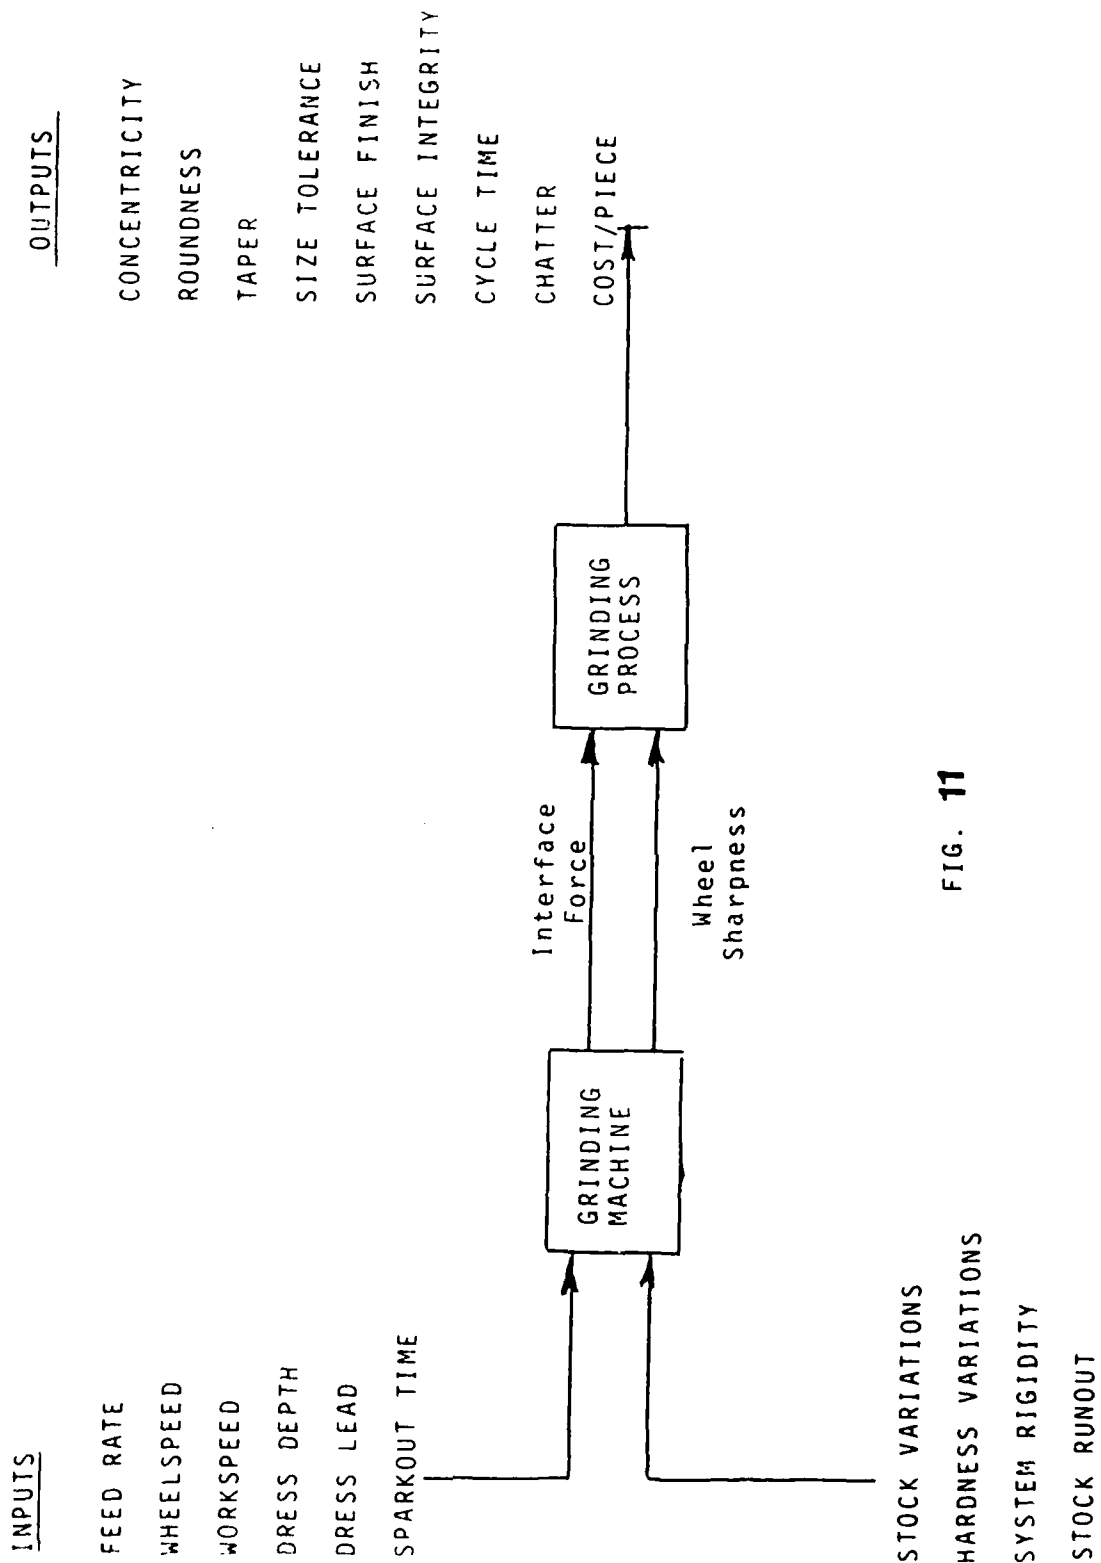 INPUTS
FEED RATE
WHEELSPEED
WORKSPEED
DRESS DEPTH
DRESS LEAD
SPARKOUT TIME
STOCK VARIATIONS
HARDNESS VARIATIONS
SYSTEM RIGIDITY
STOCK RUNOUT
GRINDING
MACHINE
Interface
Force
Wheel
Sharpness
GRINDING
PROCESS
OUTPUTS
CONCENTRICITY
ROUNDNESS
TAPER
SIZE TOLERANCE
SURFACE FINISH
SURFACE INTEGRITY
CYCLE TIME
CHATTER
COST/PIECE
FIG. 11